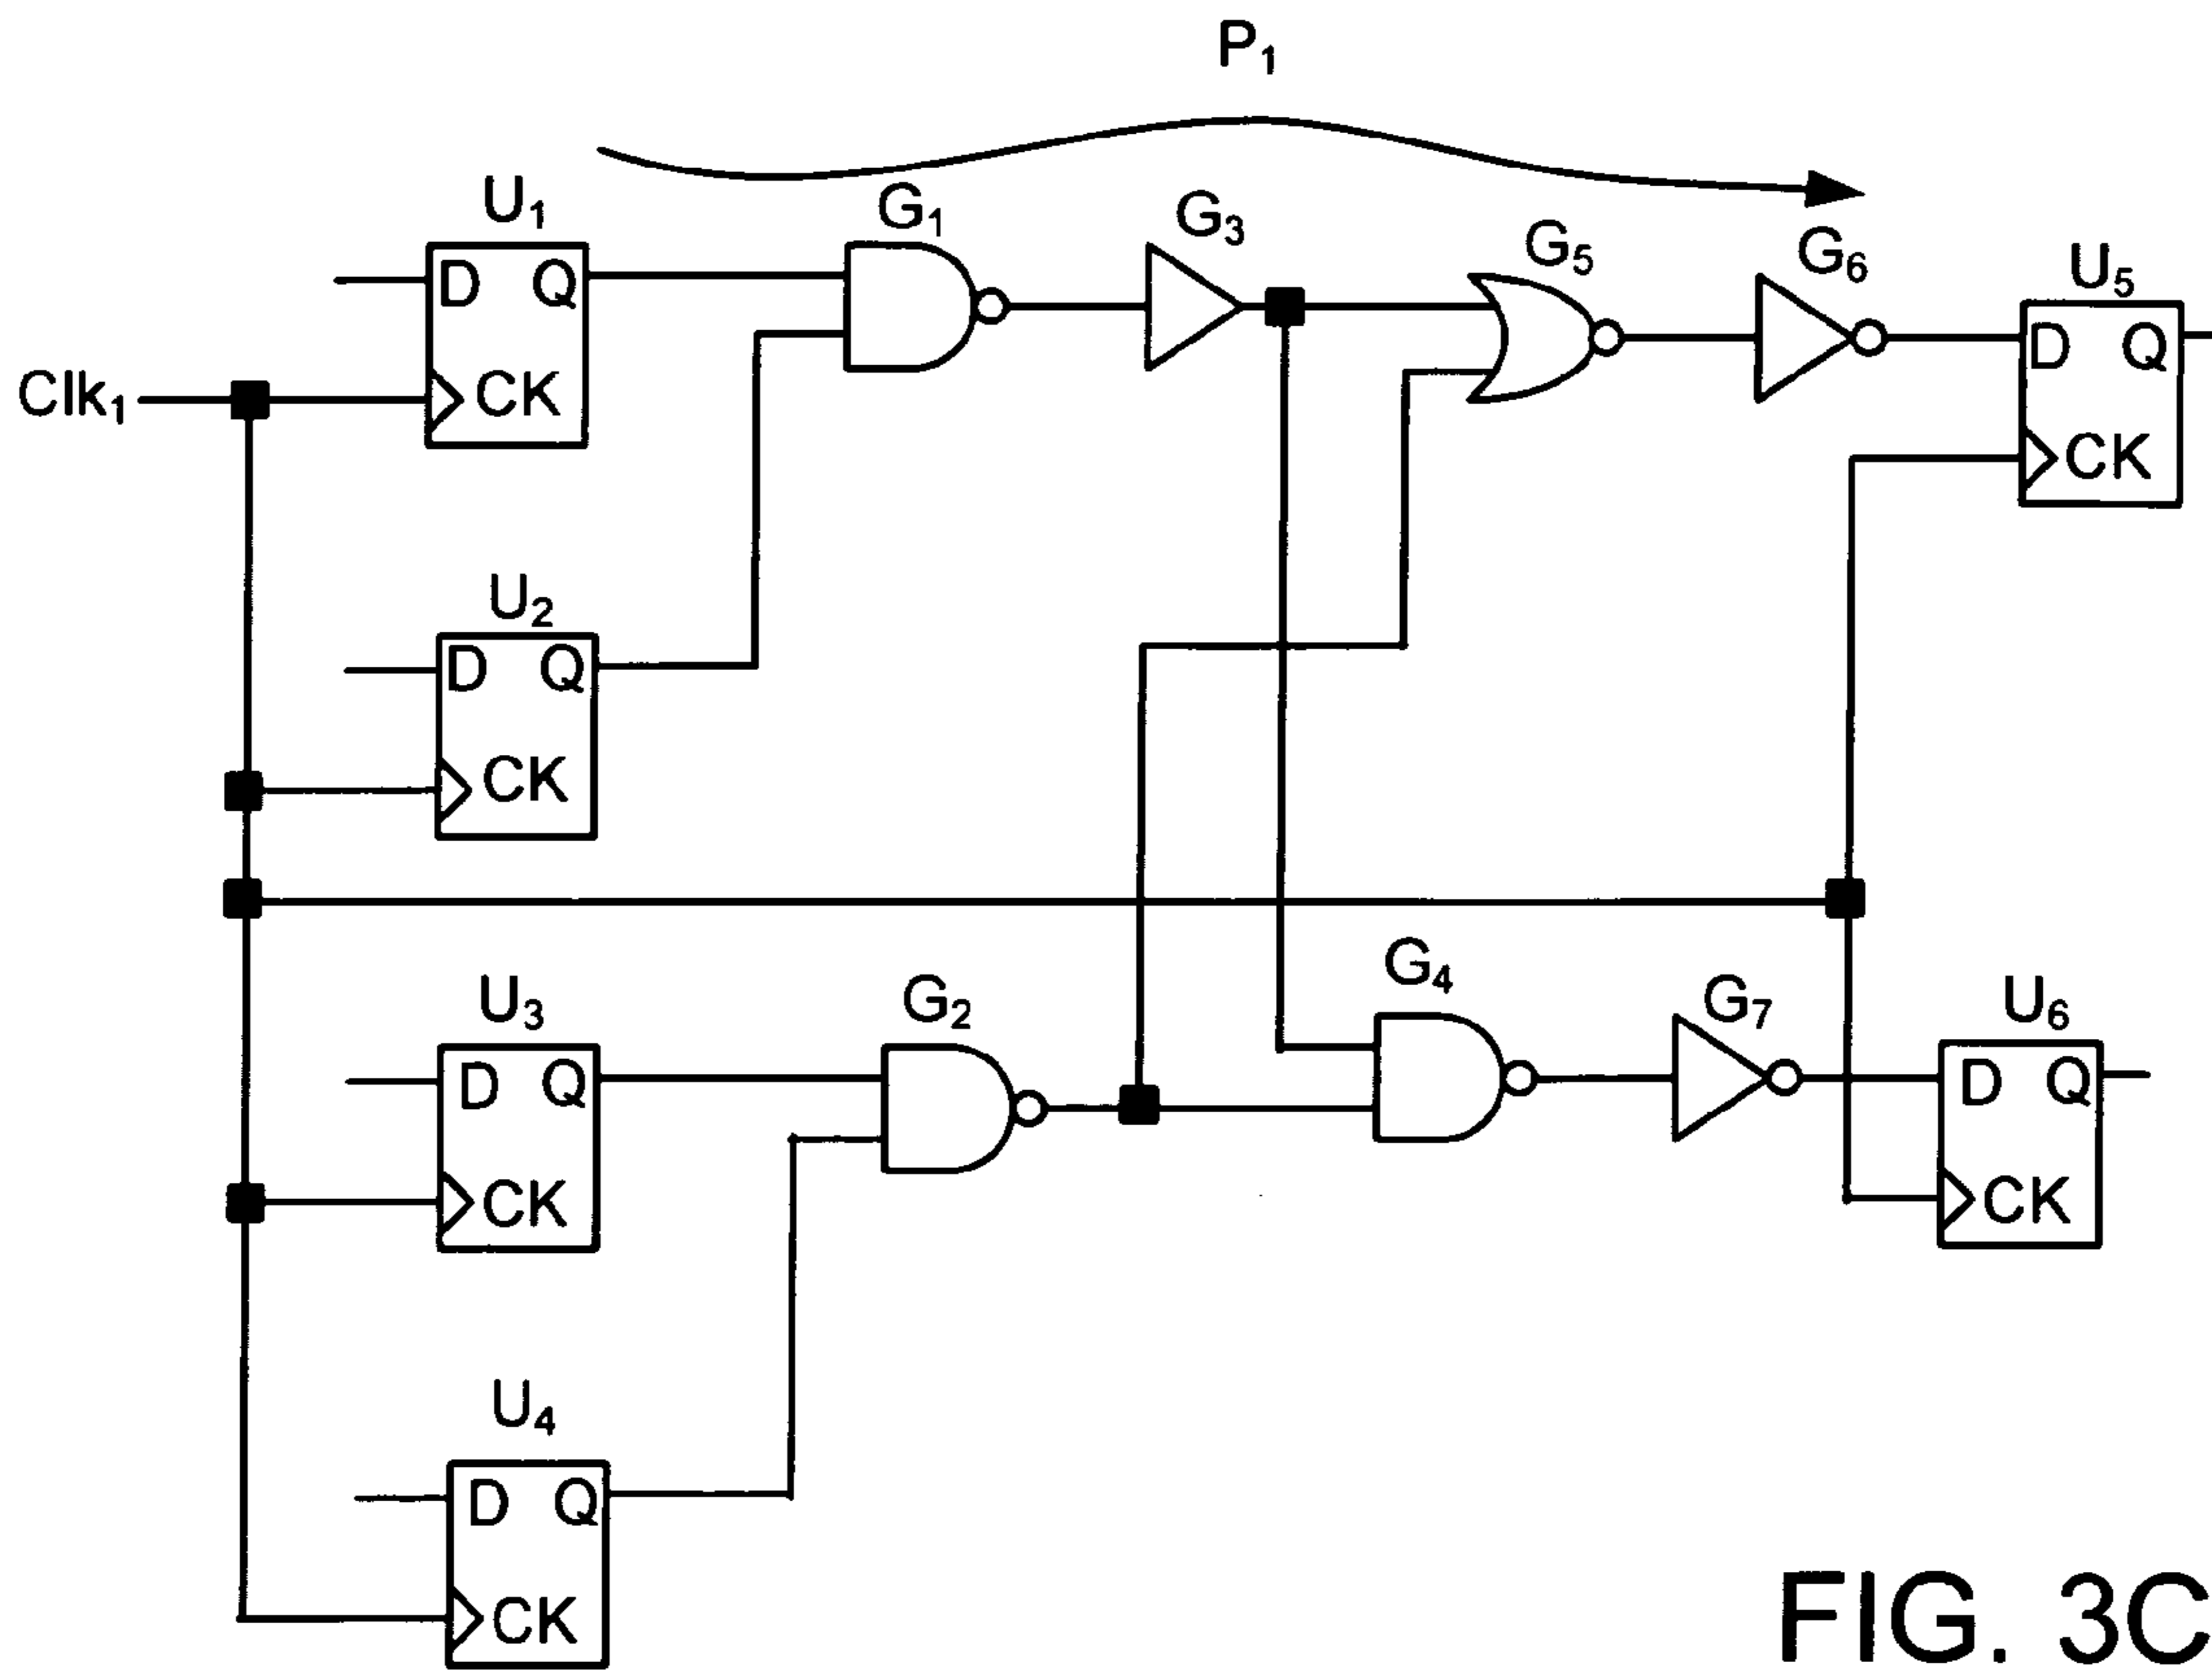 P₁
U₁
G₁
G₃
G₅
G₆
U₅
D Q
D Q
Clk₁
CK
CK
U₂
D Q
CK
U₃
G₂
G₄
G₇
U₆
D Q
D Q
CK
CK
U₄
D Q
CK
FIG. 3C